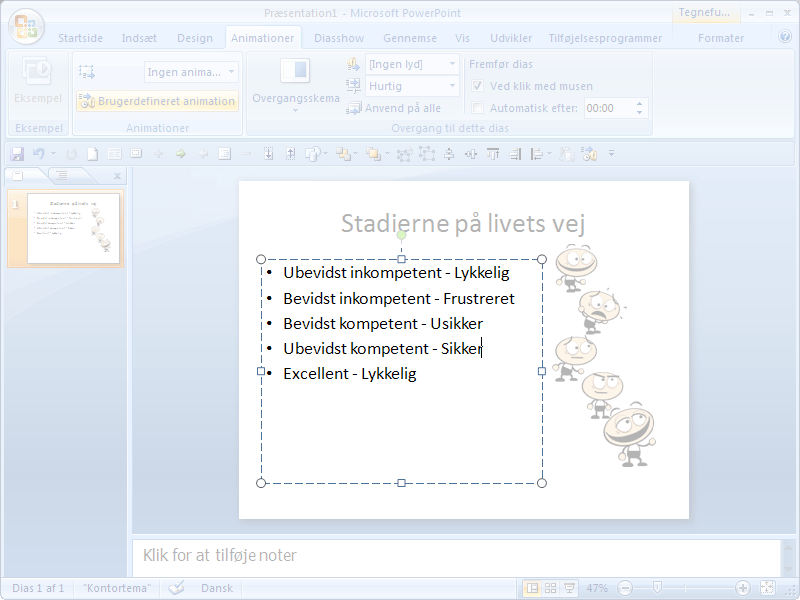 Præsentation1 - Microsoft PowerPoint
Tegnefu...
Startside Indsæt Design Animationer Diasshow Gennemse Vis Udvikler Tilføjelsesprogrammer Formater
Eksempel
Ingen anima...
Brugerdefineret animation
Overgangsskema
[Ingen lyd]
Hurtig
Anvend på alle
Fremfør dias
Ved klik med musen
Automatisk efter: 00:00
Eksempel Animationer Overgang til dette dias
1
Stadierne på livets vej
• Ubevidst inkompetent - Lykkelig
• Bevidst inkompetent - Frustreret
• Bevidst kompetent - Usikker
• Ubevidst kompetent - Sikker
• Excellent - Lykkelig
Klik for at tilføje noter
Dias 1 af 1 "Kontortema" Dansk 47%